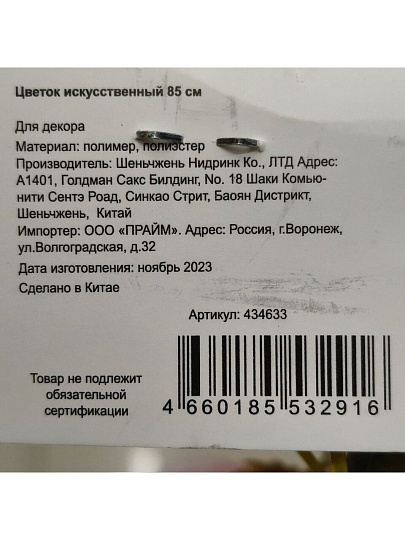 Цветок искусственный 85 см
Для декора
Материал: полимер, полиэстер
Производитель: Шеньчжень Нидринк Ко., ЛТД Адрес:
А1401, Голдман Сакс Билдинг, No. 18 Шаки Комью-
нити Сентэ Роад, Синкао Стрит, Баоян Дистрикт,
Шеньчжень, Китай
Импортер: ООО «ПРАЙМ». Адрес: Россия, г.Воронеж,
ул.Волгоградская, д.32
Дата изготовления: ноябрь 2023
Сделано в Китае
Артикул: 434633
Товар не подлежит
обязательной
сертификации
4 660185 532916